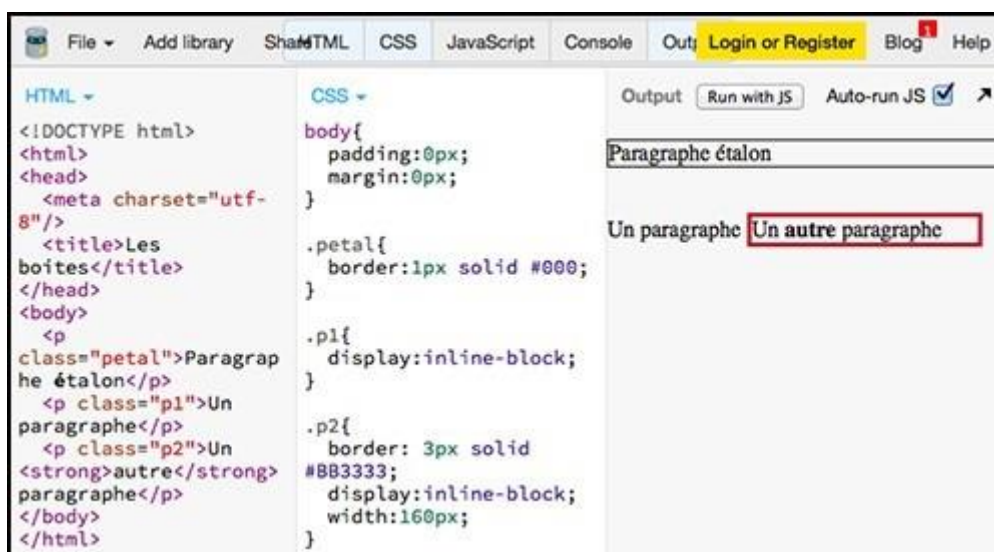 File Add library Share HTML CSS JavaScript Console Login or Register Blog 1 Help
HTML
<!DOCTYPE html>
<html>
<head>
<meta charset="utf-
8"/>
<title>Les
boites</title>
</head>
<body>
<p
class="petal">Paragrap
he étalon</p>
<p class="p1">Un
paragraphe</p>
<p class="p2">Un
<strong>autre</strong>
paragraphe</p>
</body>
</html>
CSS
body{
padding:0px;
margin:0px;
}
.petal{
border:1px solid #000;
}
.p1{
display:inline-block;
}
.p2{
border: 3px solid
#BB3333;
display:inline-block;
width:160px;
}
Output Run with JS Auto-run JS
Paragraphe étalon
Un paragraphe Un autre paragraphe